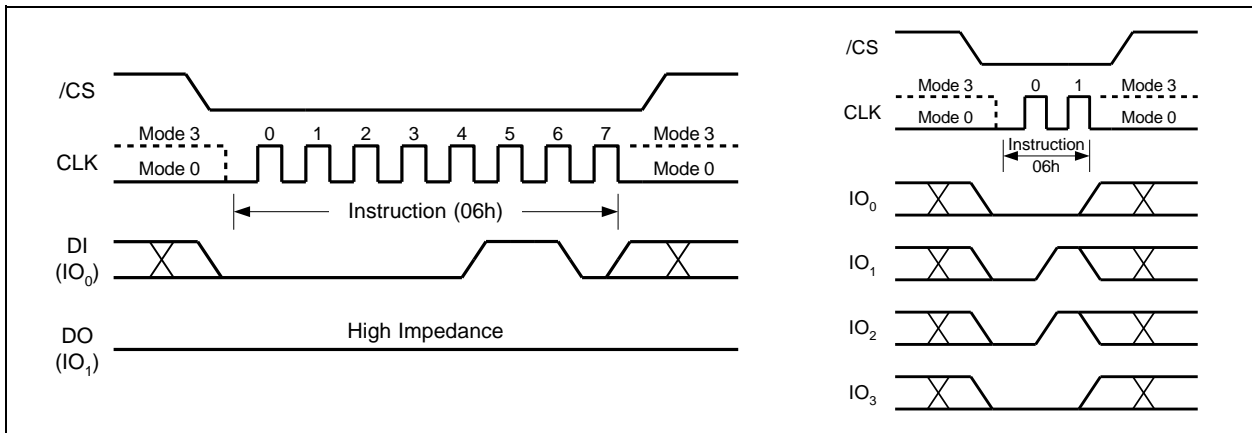 /CS
Mode 3 0 1 2 3 4 5 6 7 Mode 3
CLK Mode 0 Mode 0
Instruction (06h)
DI
(IO0)
High Impedance
DO
(IO1)
/CS
Mode 3 0 1 Mode 3
CLK Mode 0 Mode 0
Instruction
06h
IO0
IO1
IO2
IO3